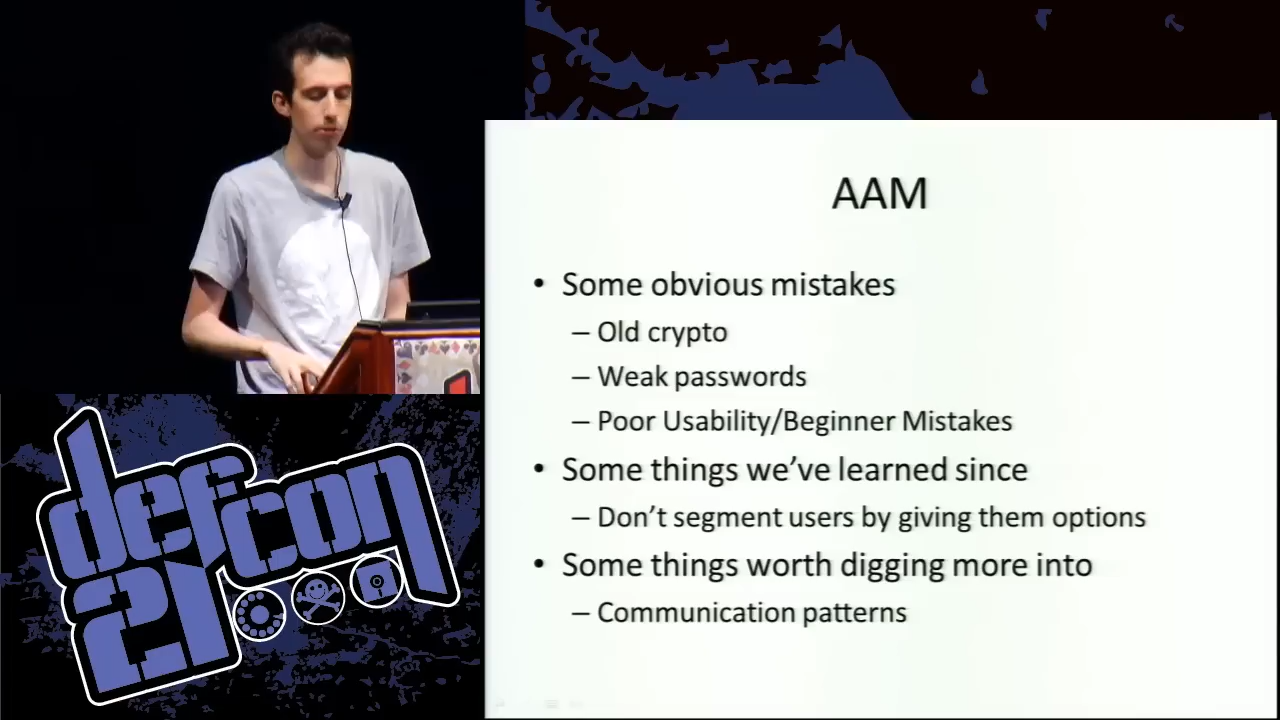 AAM
• Some obvious mistakes
– Old crypto
– Weak passwords
– Poor Usability/Beginner Mistakes
• Some things we've learned since
– Don't segment users by giving them options
• Some things worth digging more into
– Communication patterns
defcon
21